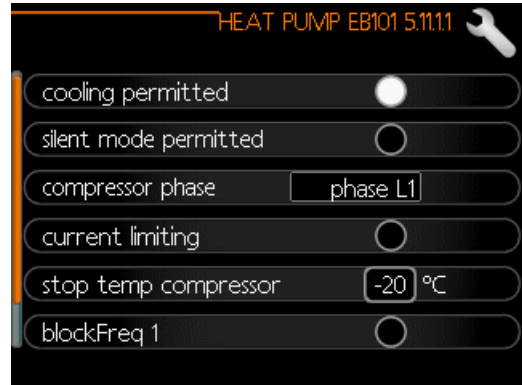 HEAT PUMP EB101 5.11.1.1
cooling permitted
silent mode permitted
compressor phase phase L1
current limiting
stop temp compressor -20 °C
blockFreq 1